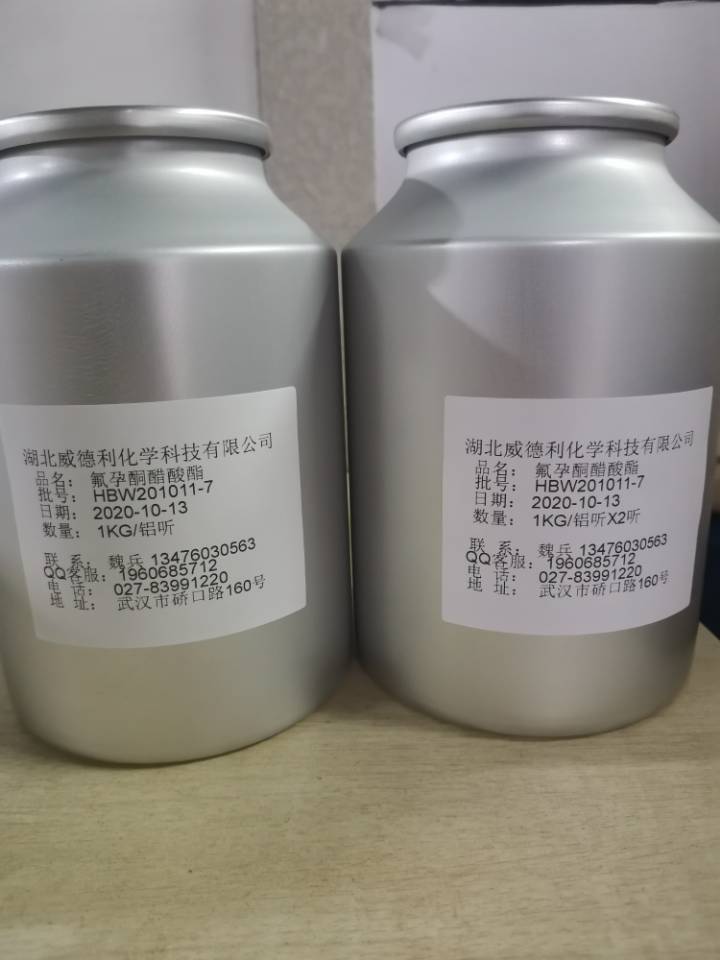 湖北威德利化学科技有限公司
品名： 氟孕酮醋酸酯
批号： HBW201011-7
日期： 2020-10-13
数量： 1KG/铝听
联 系： 魏兵 13476030563
QQ客服： 1960685712
电 话： 027-83991220
地 址： 武汉市硚口路160号
湖北威德利化学科技有限公司
品名： 氟孕酮醋酸酯
批号： HBW201011-7
日期： 2020-10-13
数量： 1KG/铝听X2听
联 系： 魏兵 13476030563
QQ客服： 1960685712
电 话： 027-83991220
地 址： 武汉市硚口路160号